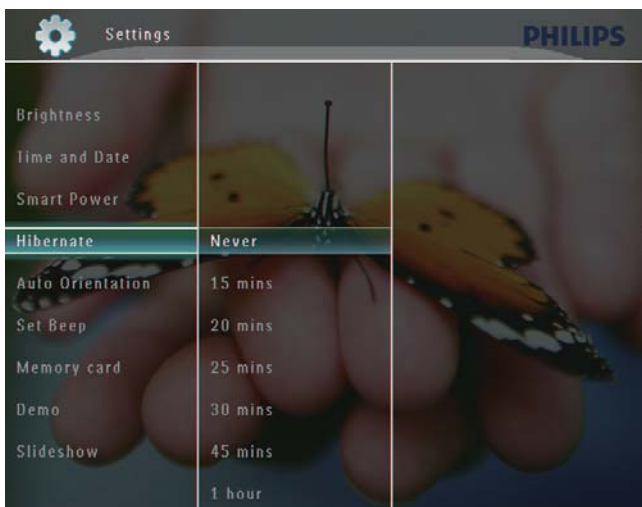 Settings
PHILIPS
Brightness
Time and Date
Smart Power
Hibernate
Auto Orientation
Set Beep
Memory card
Demo
Slideshow
Never
15 mins
20 mins
25 mins
30 mins
45 mins
1 hour